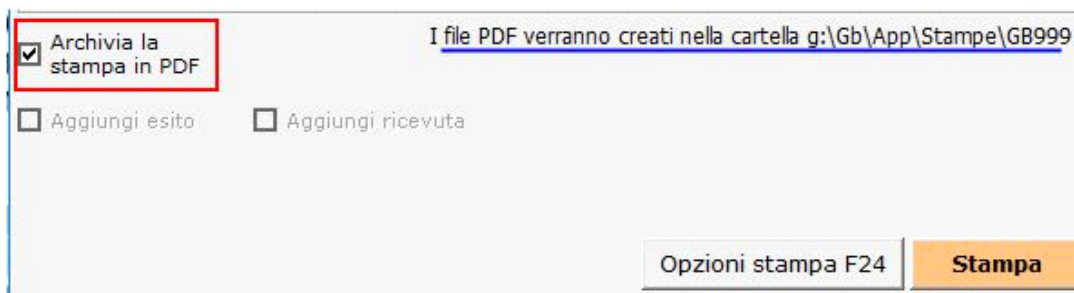 Archivia la
stampa in PDF
I file PDF verranno creati nella cartella g:\Gb\App\Stampe\GB999
Aggiungi esito
Aggiungi ricevuta
Opzioni stampa F24
Stampa